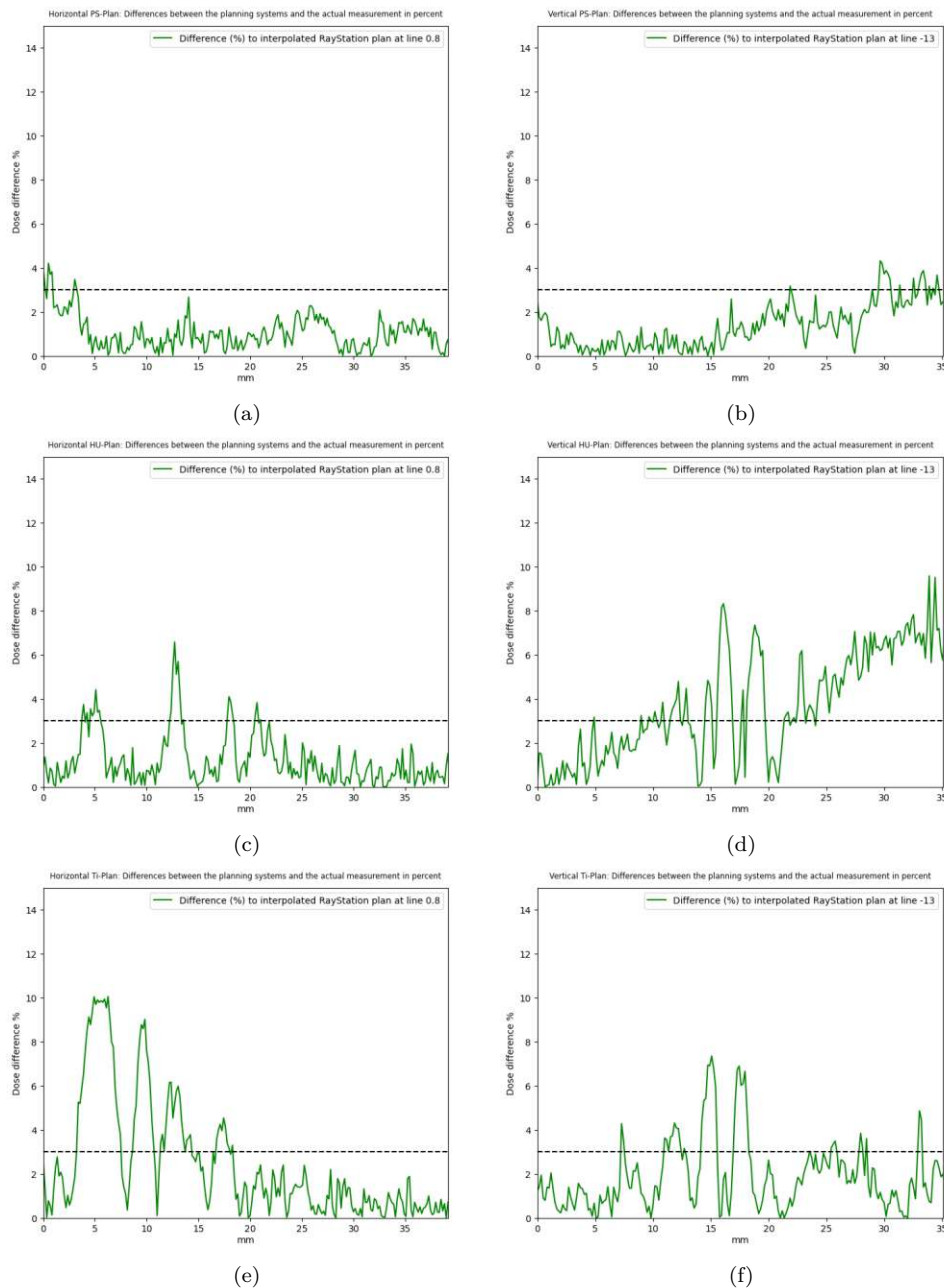 Horizontal PS-Plan: Differences between the planning systems and the actual measurement in percent
Difference (%) to interpolated RayStation plan at line 0.8
Dose difference %
14
12
10
8
6
4
2
0
0 5 10 15 20 25 30 35
mm
(a)
Vertical PS-Plan: Differences between the planning systems and the actual measurement in percent
Difference (%) to interpolated RayStation plan at line -13
Dose difference %
14
12
10
8
6
4
2
0
0 5 10 15 20 25 30 35
mm
(b)
Horizontal HU-Plan: Differences between the planning systems and the actual measurement in percent
Difference (%) to interpolated RayStation plan at line 0.8
Dose difference %
14
12
10
8
6
4
2
0
0 5 10 15 20 25 30 35
mm
(c)
Vertical HU-Plan: Differences between the planning systems and the actual measurement in percent
Difference (%) to interpolated RayStation plan at line -13
Dose difference %
14
12
10
8
6
4
2
0
0 5 10 15 20 25 30 35
mm
(d)
Horizontal Ti-Plan: Differences between the planning systems and the actual measurement in percent
Difference (%) to interpolated RayStation plan at line 0.8
Dose difference %
14
12
10
8
6
4
2
0
0 5 10 15 20 25 30 35
mm
(e)
Vertical Ti-Plan: Differences between the planning systems and the actual measurement in percent
Difference (%) to interpolated RayStation plan at line -13
Dose difference %
14
12
10
8
6
4
2
0
0 5 10 15 20 25 30 35
mm
(f)